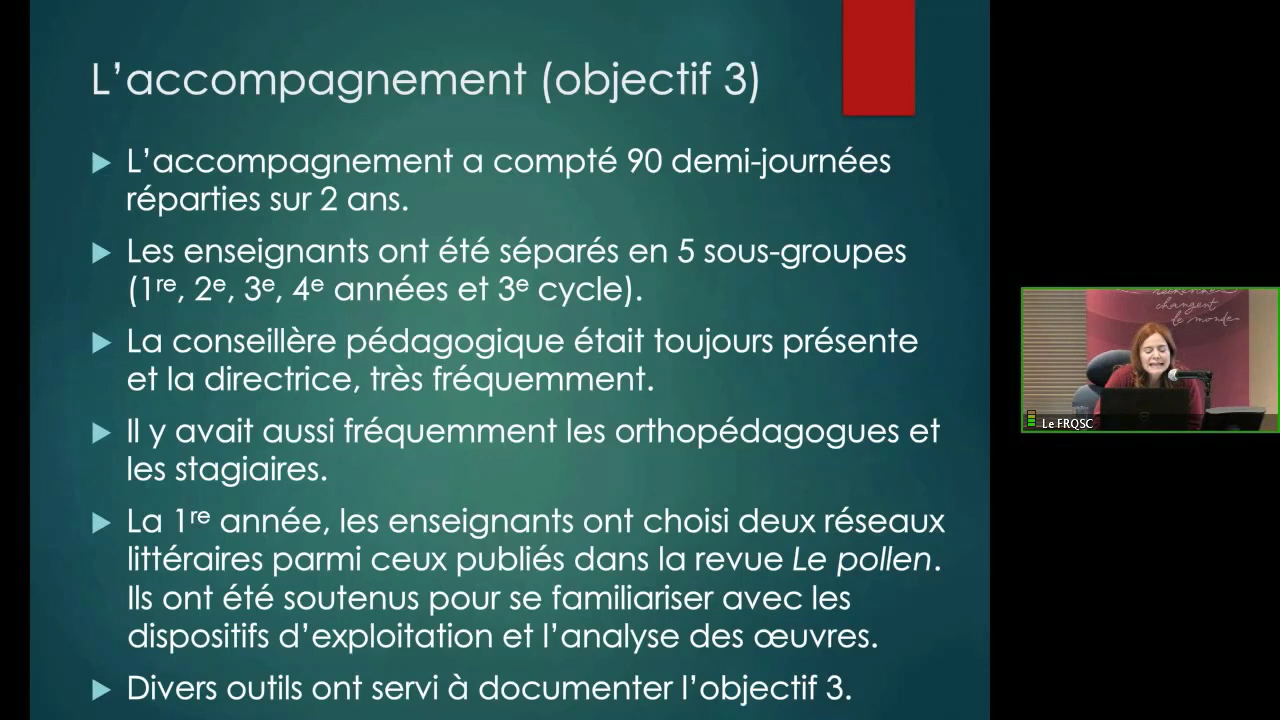 L'accompagnement (objectif 3)
L'accompagnement a compté 90 demi-journées
réparties sur 2 ans.
Les enseignants ont été séparés en 5 sous-groupes
(1re, 2e, 3e, 4e années et 3e cycle).
La conseillère pédagogique était toujours présente
et la directrice, très fréquemment.
Il y avait aussi fréquemment les orthopédagogues et
les stagiaires.
La 1re année, les enseignants ont choisi deux réseaux
littéraires parmi ceux publiés dans la revue Le pollen.
Ils ont été soutenus pour se familiariser avec les
dispositifs d'exploitation et l'analyse des œuvres.
Divers outils ont servi à documenter l'objectif 3.
changent
le monde
Le FRQSC